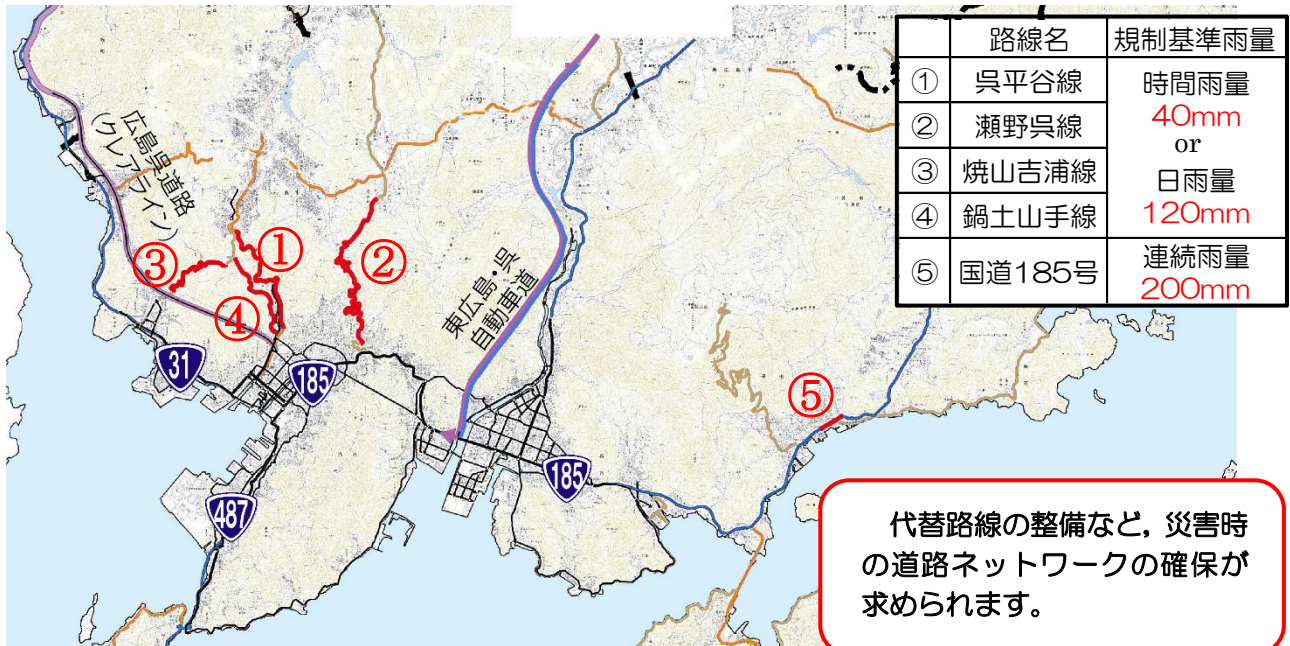 路線名 規制基準雨量
① 呉平谷線 時間雨量
40mm
② 瀬野呉線 or
③ 焼山吉浦線 日雨量
④ 鍋土山手線 120mm
⑤ 国道185号 連続雨量
200mm
広島呉道路
(クレアライン)
東広島・呉
自動車道
①
②
③
④
⑤
31
185
487
185
代替路線の整備など,災害時
の道路ネットワークの確保が
求められます。